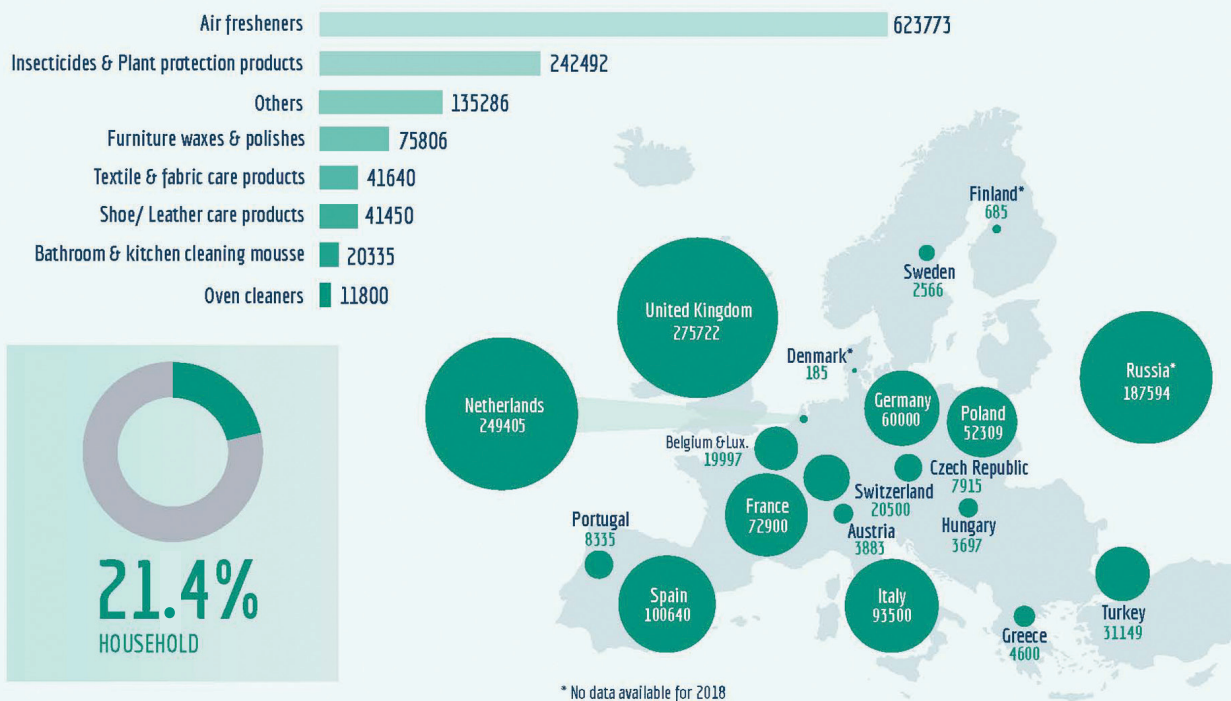 Air fresheners 623773
Insecticides & Plant protection products 242492
Others 135286
Furniture waxes & polishes 75806
Textile & fabric care products 41640
Shoe/ Leather care products 41450
Bathroom & kitchen cleaning mousse 20335
Oven cleaners 11800
21.4%
HOUSEHOLD
Finland*
685
Sweden
2566
United Kingdom
275722
Denmark*
185
Russia*
187594
Netherlands
249405
Germany
60000
Poland
52309
Belgium & Lux.
19997
Czech Republic
7915
Switzerland
20500
France
72900
Austria
3883
Hungary
3697
Portugal
8335
Spain
100640
Italy
93500
Turkey
31149
Greece
4600
* No data available for 2018